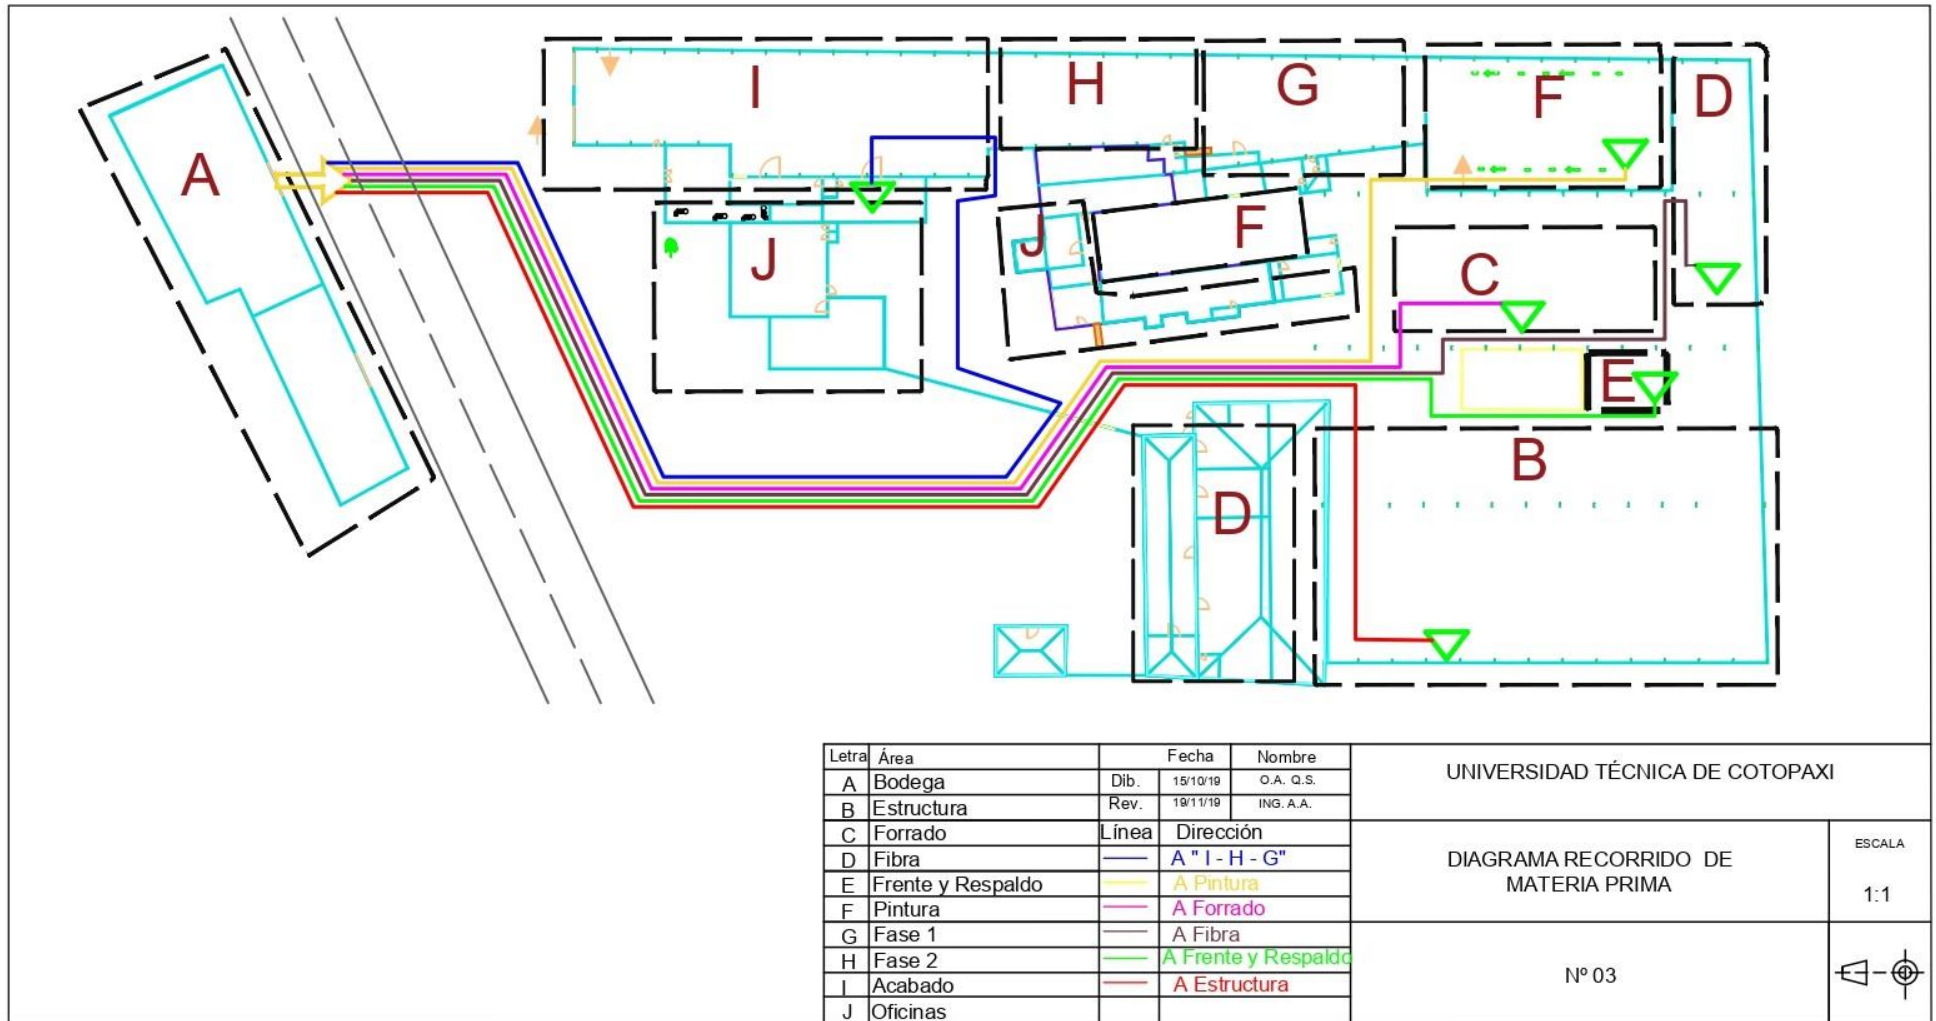 I
H
G
F
D
A
F
J
J
C
E
B
D
Letra Área Fecha Nombre
A Bodega Dib. 15/10/19 O.A. Q.S.
B Estructura Rev. 19/11/19 ING. A.A.
C Forrado Línea Dirección
D Fibra A " I - H - G"
E Frente y Respaldo A Pintura
F Pintura A Forrado
G Fase 1 A Fibra
H Fase 2 A Frente y Respaldo
I Acabado A Estructura
J Oficinas
UNIVERSIDAD TÉCNICA DE COTOPAXI
DIAGRAMA RECORRIDO DE
MATERIA PRIMA
ESCALA
1:1
Nº 03